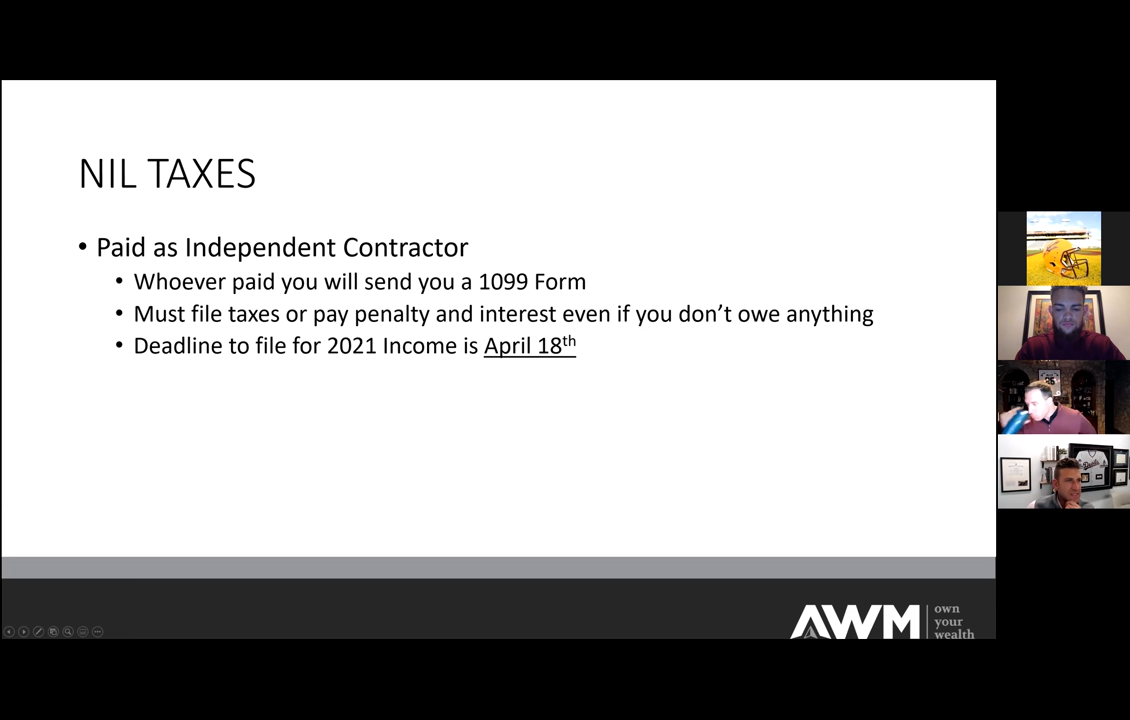 NIL TAXES
• Paid as Independent Contractor
• Whoever paid you will send you a 1099 Form
• Must file taxes or pay penalty and interest even if you don’t owe anything
• Deadline to file for 2021 Income is April 18th
AWM
own
your
wealth